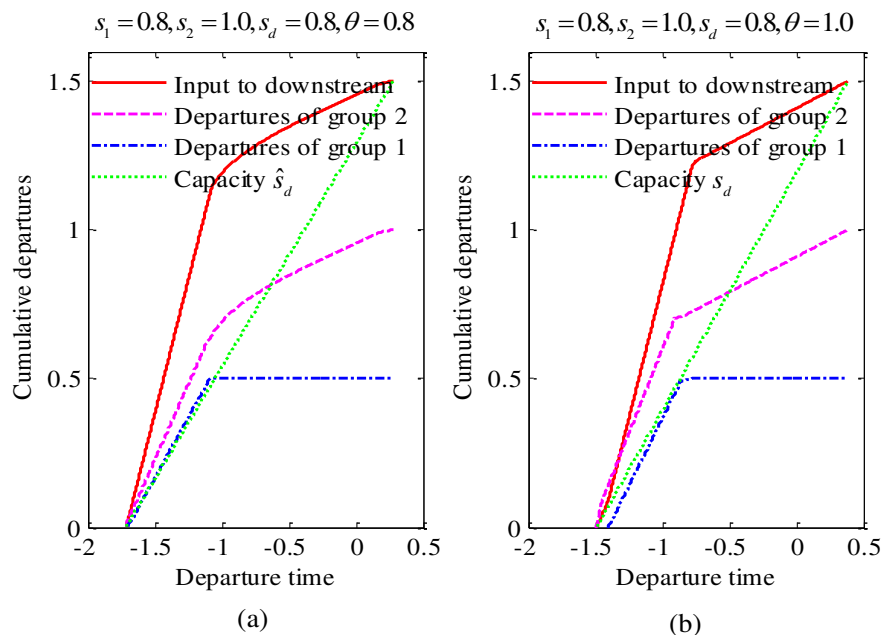 s₁ = 0.8, s₂ = 1.0, s_d = 0.8, θ = 0.8
1.5
1
0.5
0
Cumulative departures
Input to downstream
Departures of group 2
Departures of group 1
Capacity ŝ_d
-2 -1.5 -1 -0.5 0 0.5
Departure time
(a)
s₁ = 0.8, s₂ = 1.0, s_d = 0.8, θ = 1.0
1.5
1
0.5
0
Cumulative departures
Input to downstream
Departures of group 2
Departures of group 1
Capacity s_d
-2 -1.5 -1 -0.5 0 0.5
Departure time
(b)